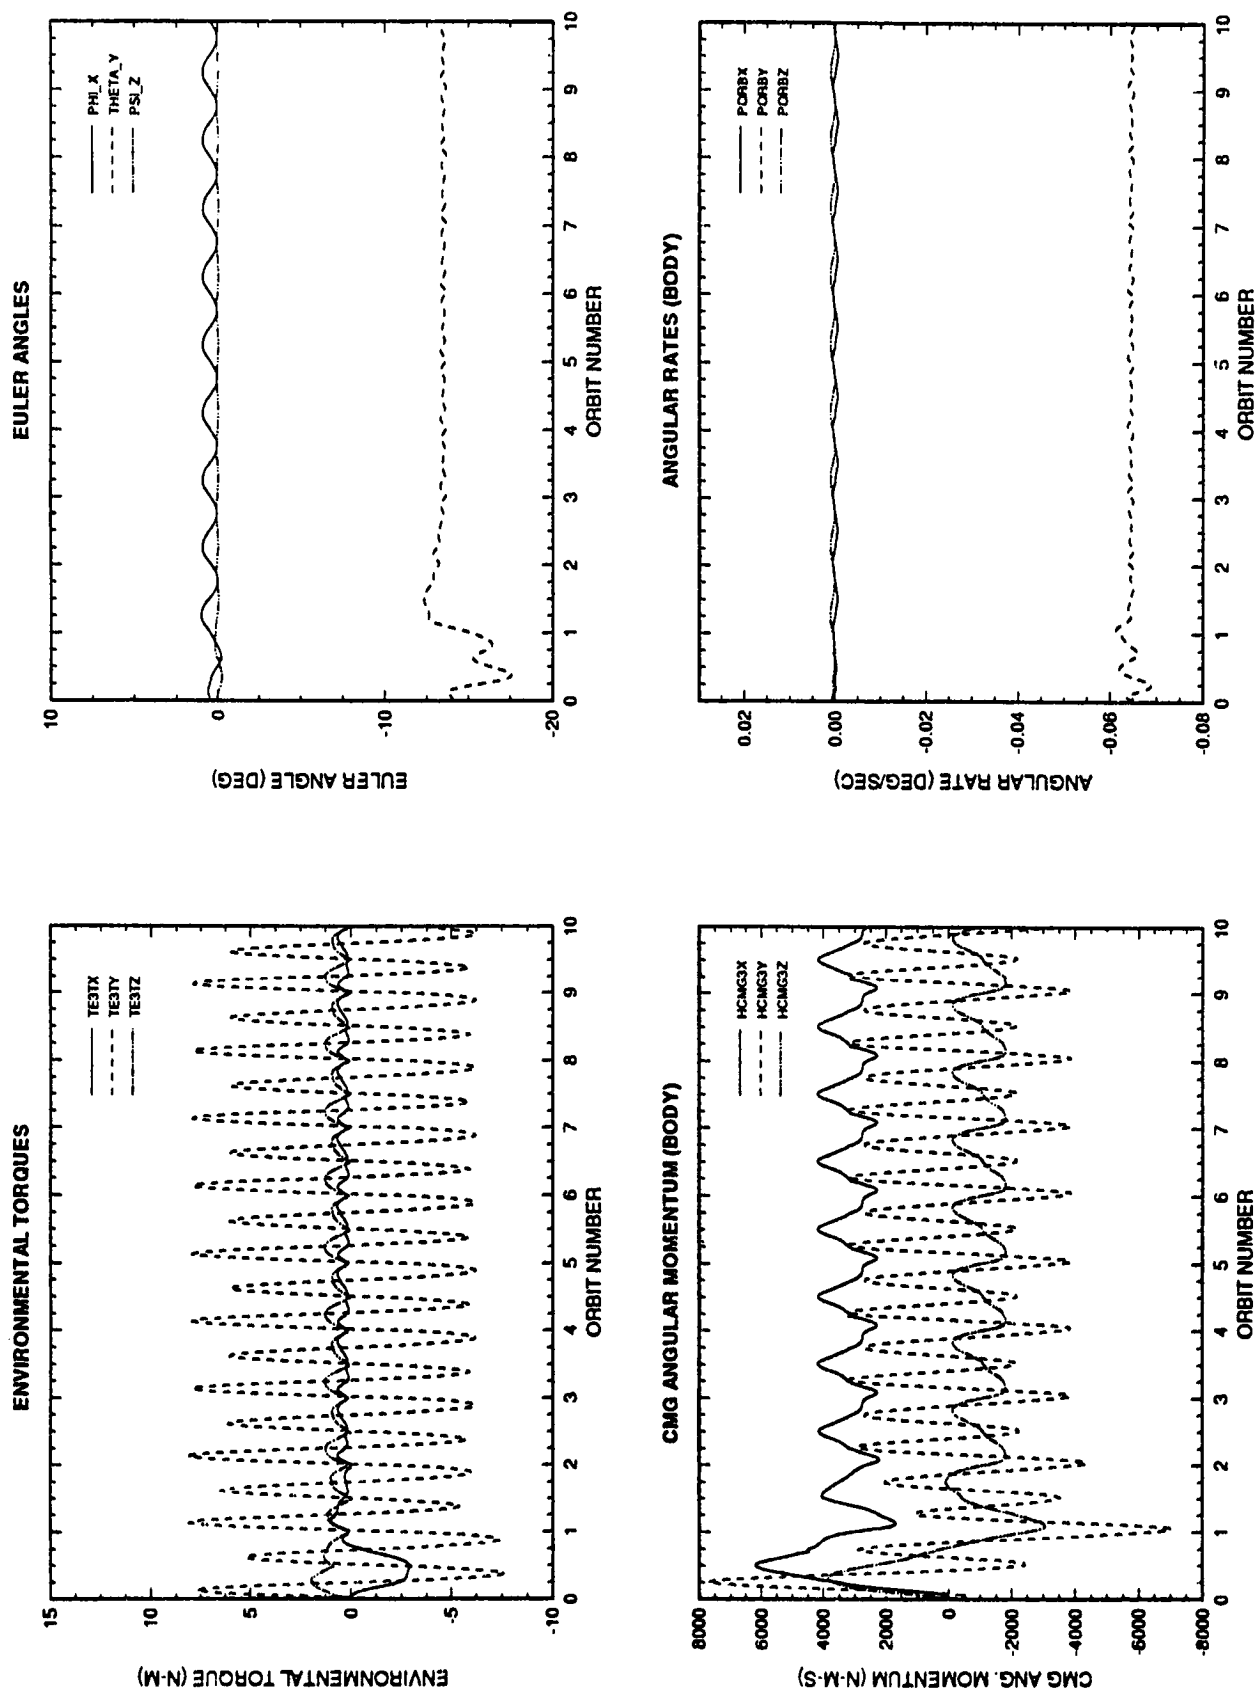 ENVIRONMENTAL TORQUES
ENVIRONMENTAL TORQUE (N-M)
15
10
5
0
-5
-10
TE3TX
TE3TY
TE3TZ
0 1 2 3 4 5 6 7 8 9 10
ORBIT NUMBER
EULER ANGLES
EULER ANGLE (DEG)
10
0
-10
-20
PHI_X
THETA_Y
PSI_Z
0 1 2 3 4 5 6 7 8 9 10
ORBIT NUMBER
CMG ANGULAR MOMENTUM (BODY)
CMG ANG. MOMENTUM (N-M-S)
8000
6000
4000
2000
0
-2000
-4000
-6000
-8000
HCMG3X
HCMG3Y
HCMG3Z
0 1 2 3 4 5 6 7 8 9 10
ORBIT NUMBER
ANGULAR RATES (BODY)
ANGULAR RATE (DEG/SEC)
0.02
0.00
-0.02
-0.04
-0.06
-0.08
PORBX
PORBY
PORBZ
0 1 2 3 4 5 6 7 8 9 10
ORBIT NUMBER